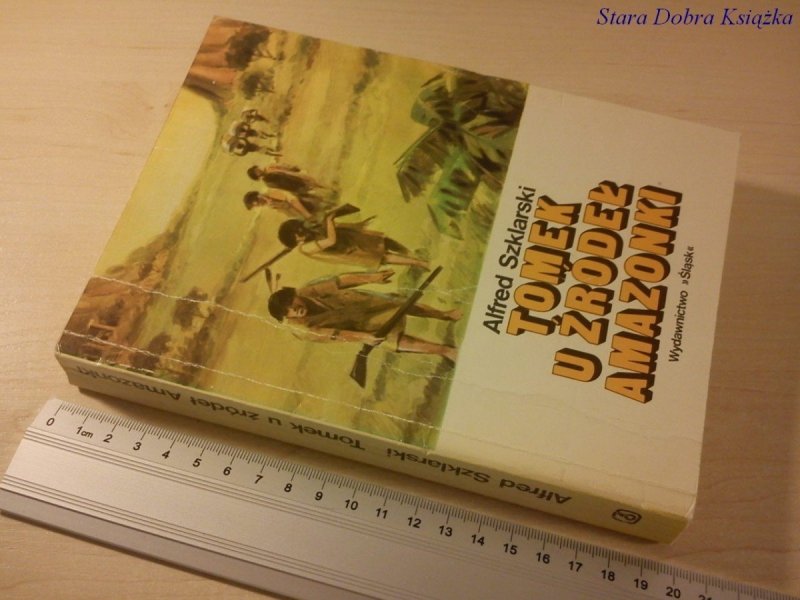 Stara Dobra Książka
Alfred Szklarski
TOMEK
U ŹRÓDEŁ
AMAZONKI
Wydawnictwo »Śląsk«
Alfred Szklarski Tomek u źródeł Amazonki
0 1cm 2 3 4 5 6 7 8 9 10 11 12 13 14 15 16 17 18 19 20 21